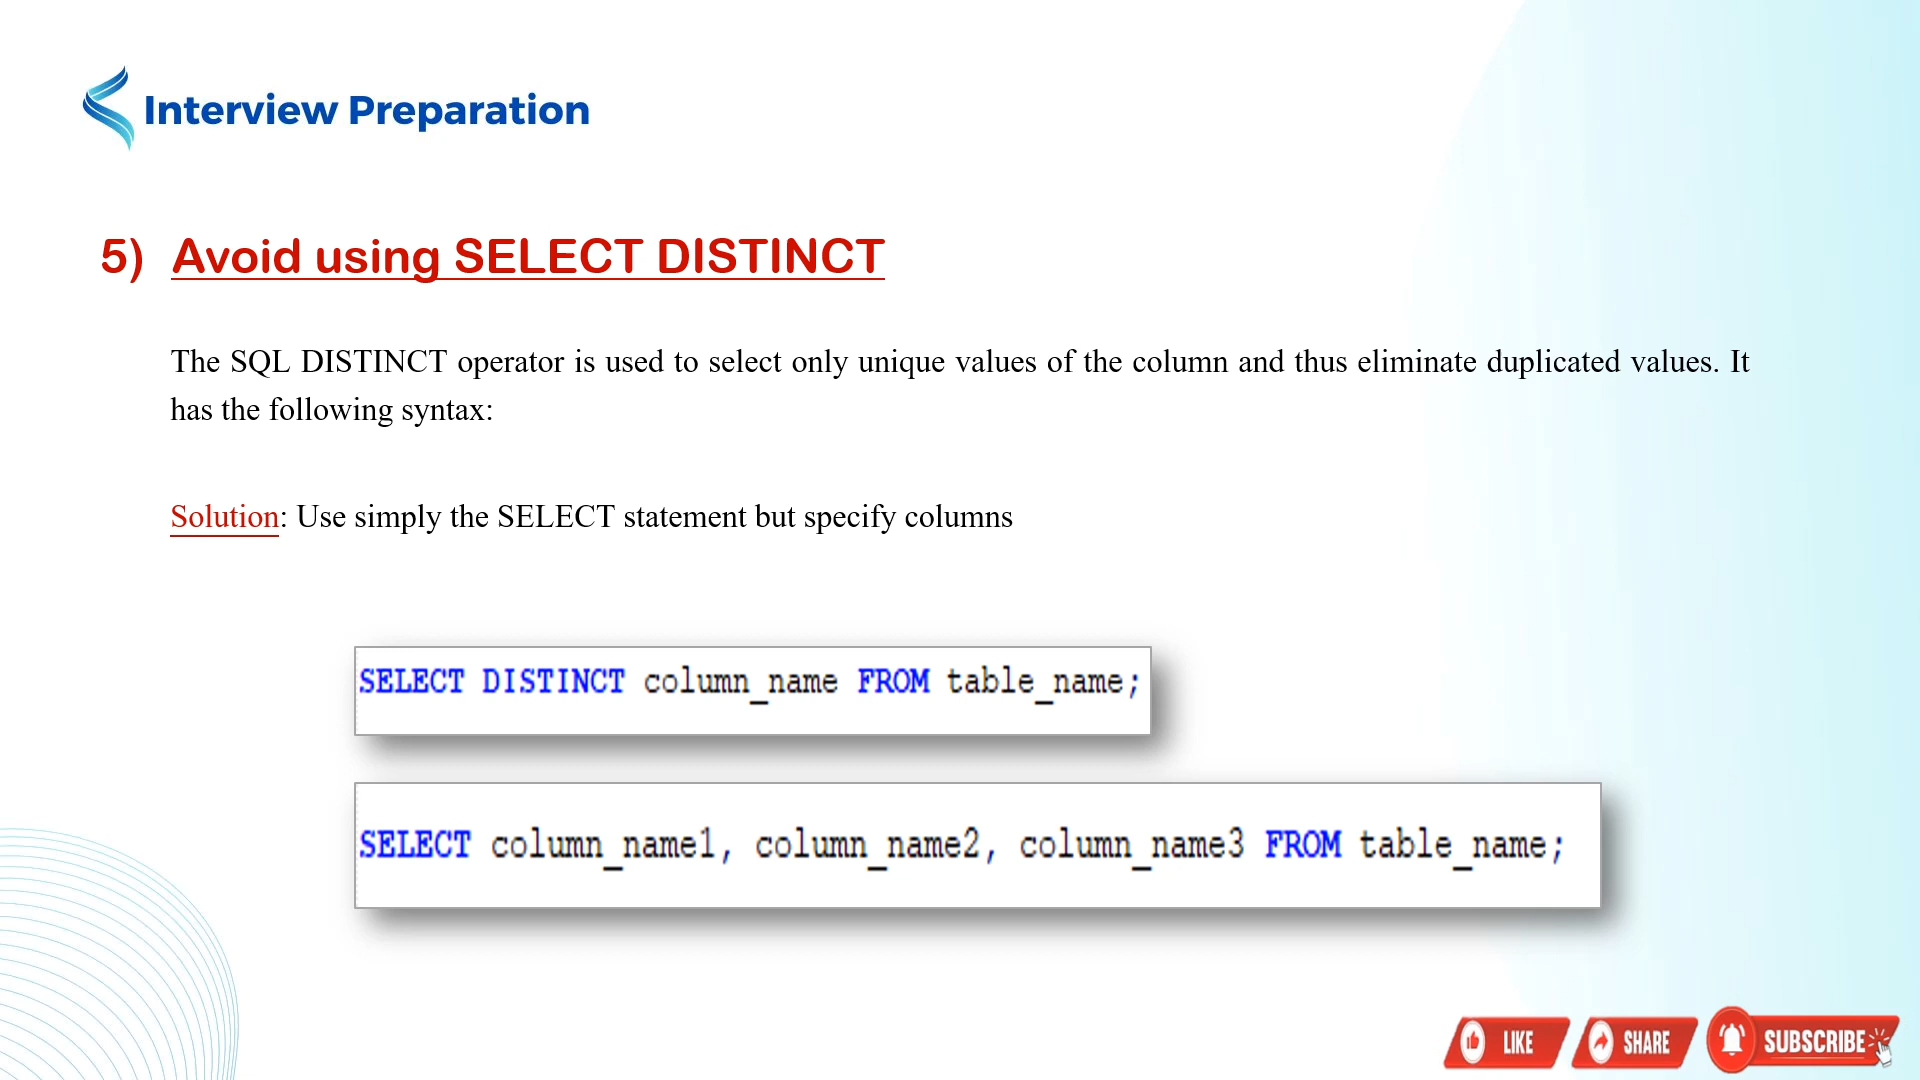 Interview Preparation
5) Avoid using SELECT DISTINCT
The SQL DISTINCT operator is used to select only unique values of the column and thus eliminate duplicated values. It
has the following syntax:
Solution: Use simply the SELECT statement but specify columns
SELECT DISTINCT column_name FROM table_name;
SELECT column_name1, column_name2, column_name3 FROM table_name;
LIKE SHARE SUBSCRIBE